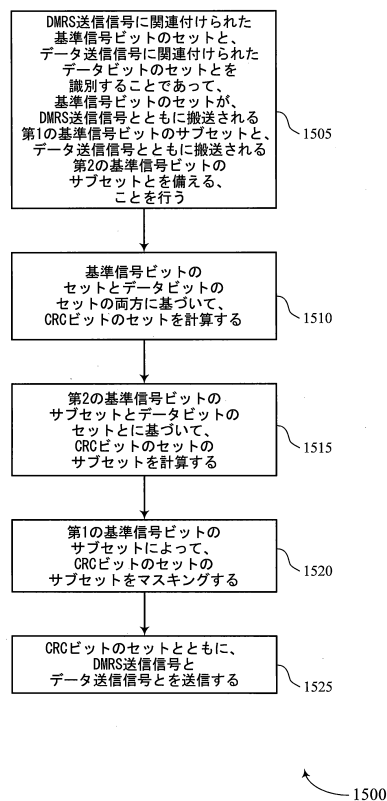 DMRS送信信号に関連付けられた
基準信号ビットのセットと、
データ送信信号に関連付けられた
データビットのセットとを
識別することであって、
基準信号ビットのセットが、
DMRS送信信号とともに搬送される
第1の基準信号ビットのサブセットと、
データ送信信号とともに搬送される
第2の基準信号ビットの
サブセットとを備える、
ことを行う
1505
基準信号ビットの
セットとデータビットの
セットの両方に基づいて、
CRCビットのセットを計算する
1510
第2の基準信号ビットの
サブセットとデータビットの
セットとに基づいて、
CRCビットのセットの
サブセットを計算する
1515
第1の基準信号ビットの
サブセットによって、
CRCビットのセットの
サブセットをマスキングする
1520
CRCビットのセットとともに、
DMRS送信信号と
データ送信信号とを送信する
1525
1500